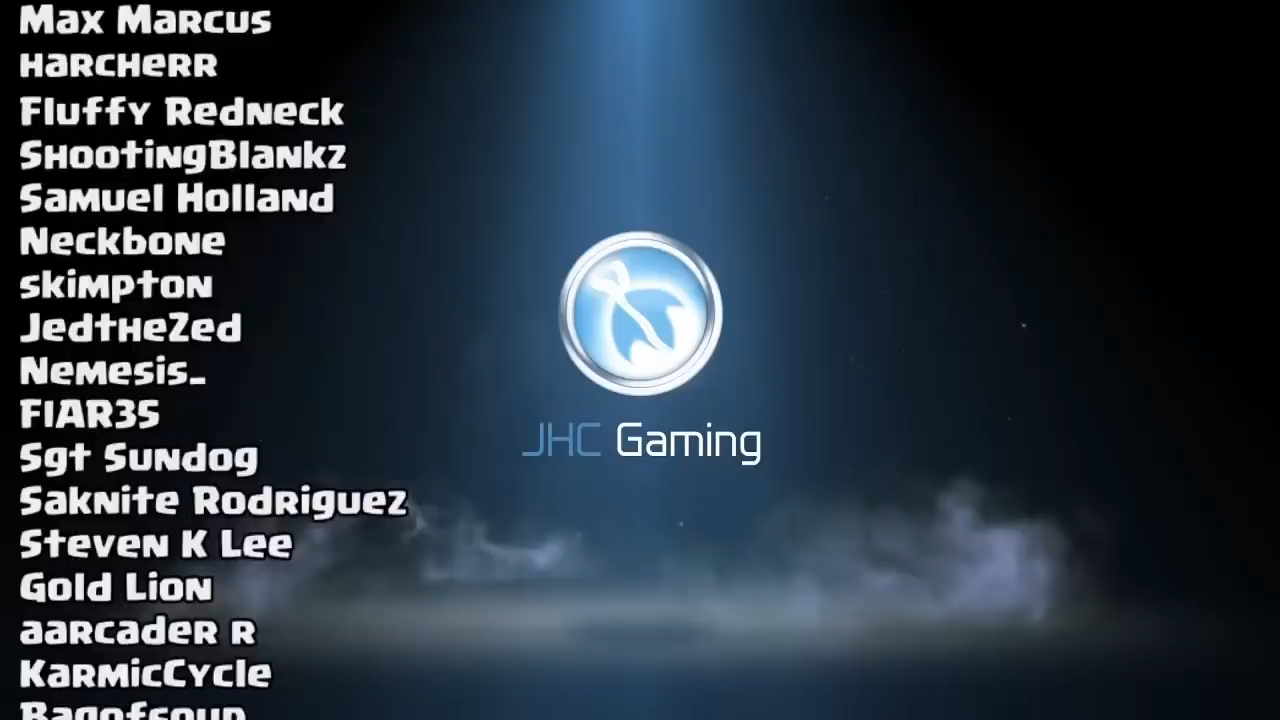 Max Marcus
Harcherr
Fluffy Redneck
ShootingBlankz
Samuel Holland
Neckbone
skimpton
JedtheZed
Nemesis_
FIAR35
Sgt Sundog
Saknite Rodriguez
Steven K Lee
Gold Lion
aarcader r
KarmicCycle
Bagofsoup
JHC Gaming